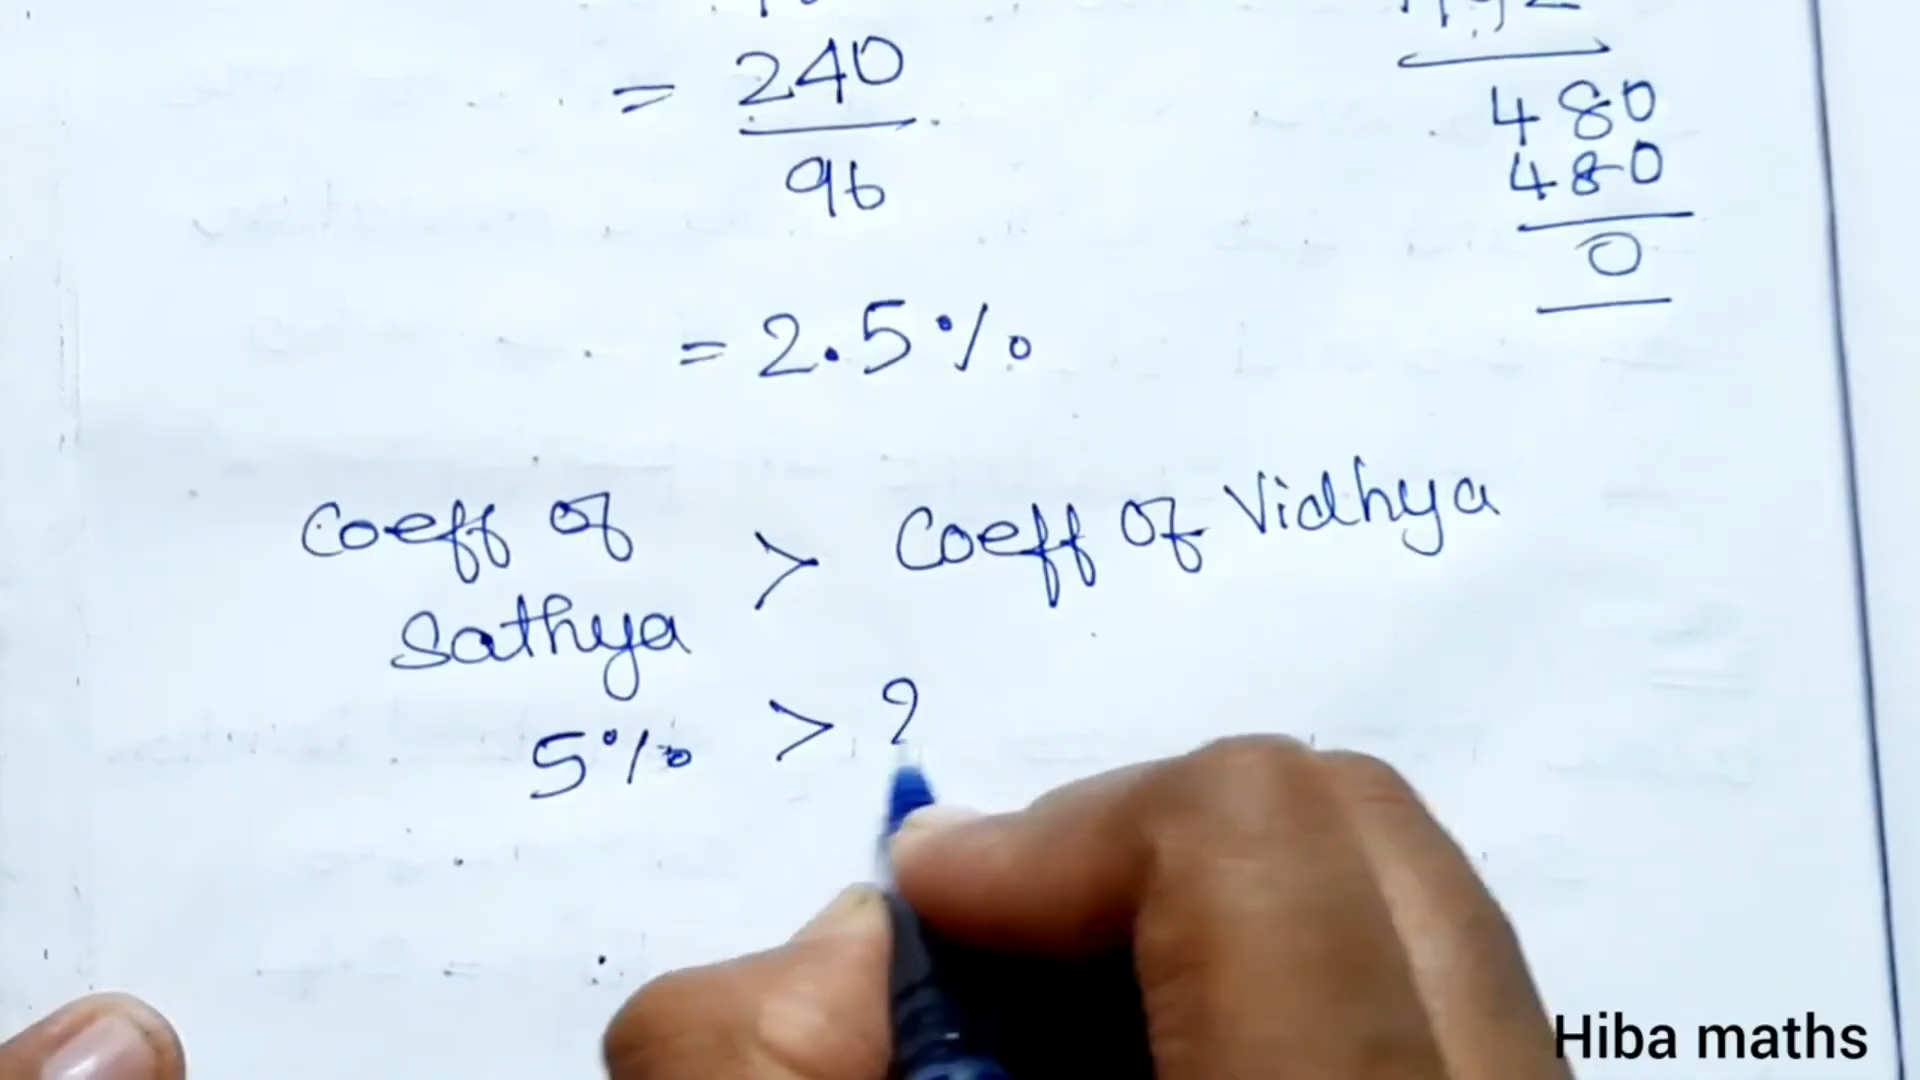 = 240
96
480
480
0
= 2.5%
Coeff of > Coeff of Vidhya
Sathya
5% > 2
Hiba maths